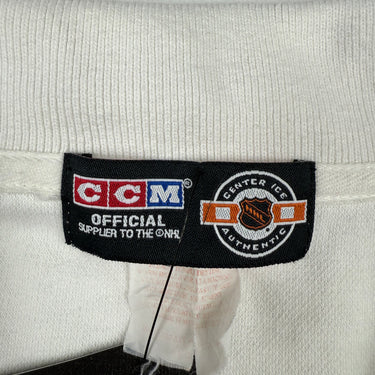 CCM®
OFFICIAL
SUPPLIER TO THE ©NHL
CENTER ICE
NHL
AUTHENTIC